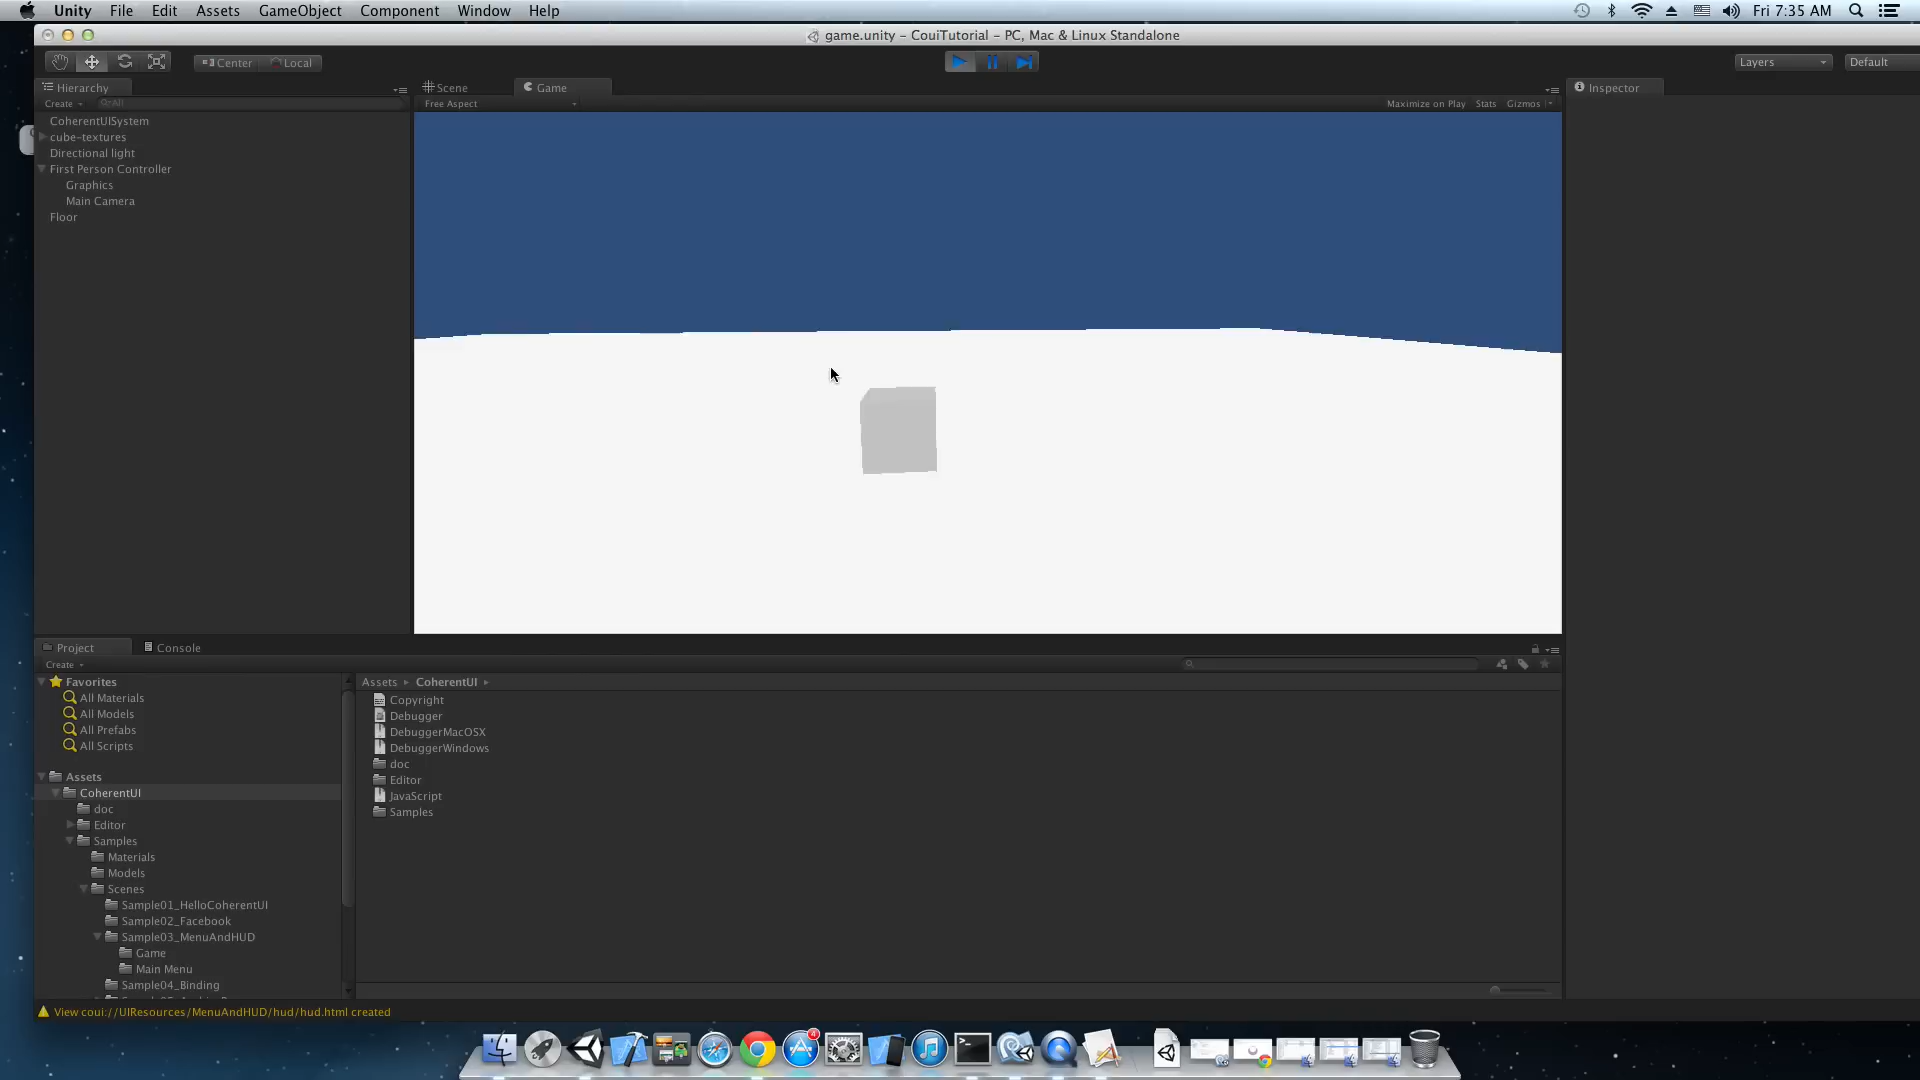 Unity File Edit Assets GameObject Component Window Help Fri 7:35 AM
game.unity – CouiTutorial – PC, Mac & Linux Standalone
Center Local Layers Default
Hierarchy Scene Game Inspector
Create All Free Aspect Maximize on Play Stats Gizmos
CoherentUISystem
cube-textures
Directional light
First Person Controller
Graphics
Main Camera
Floor
Project Console
Create
Favorites
All Materials
All Models
All Prefabs
All Scripts
Assets
CoherentUI
doc
Editor
Samples
Materials
Models
Scenes
Sample01_HelloCoherentUI
Sample02_Facebook
Sample03_MenuAndHUD
Game
Main Menu
Sample04_Binding
Assets CoherentUI
Copyright
Debugger
DebuggerMacOSX
DebuggerWindows
doc
Editor
JavaScript
Samples
View coui://UIResources/MenuAndHUD/hud/hud.html created
4